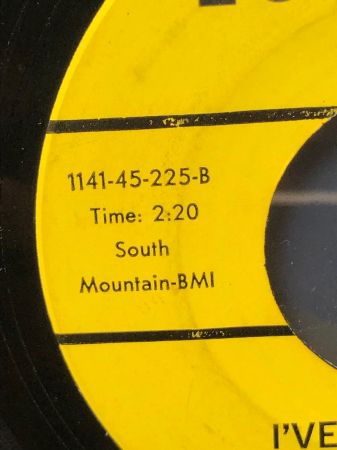 1141-45-225-B
Time: 2:20
South
Mountain-BMI
I'VE